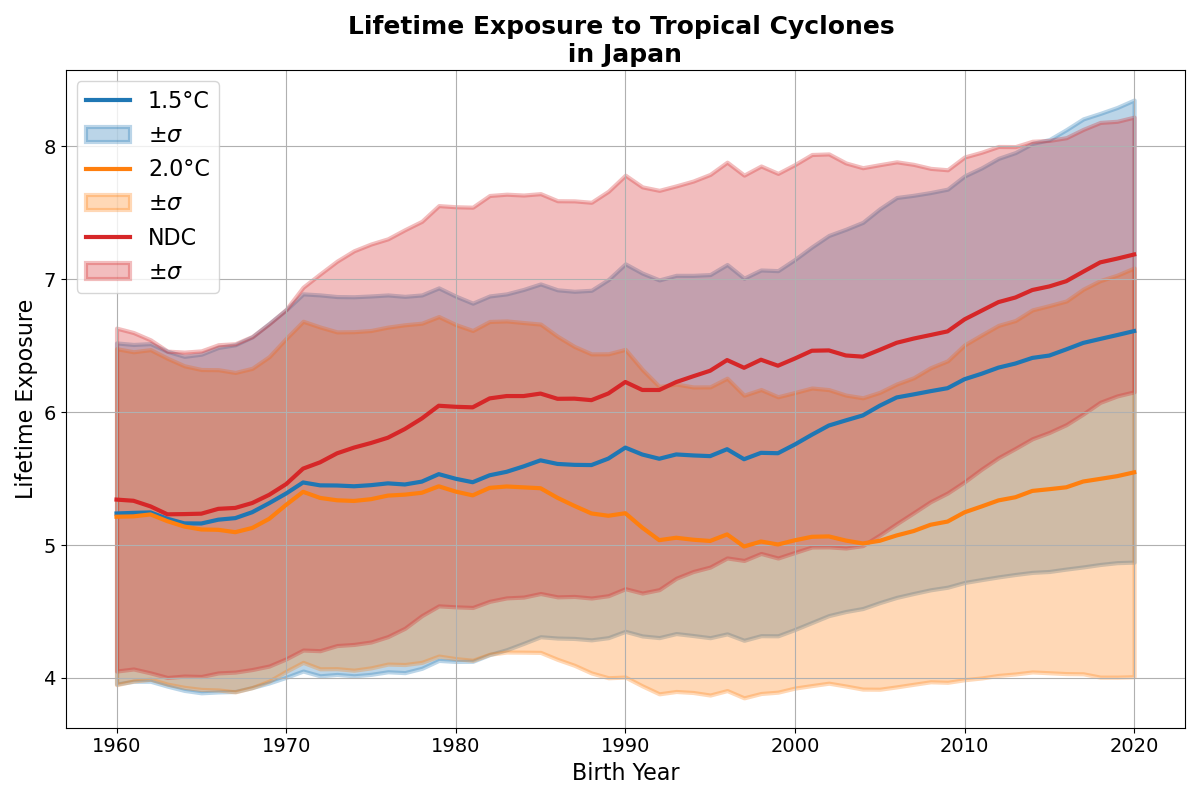 Lifetime Exposure to Tropical Cyclones
in Japan
1.5°C
±σ
2.0°C
±σ
NDC
±σ
Lifetime Exposure
8
7
6
5
4
1960 1970 1980 1990 2000 2010 2020
Birth Year